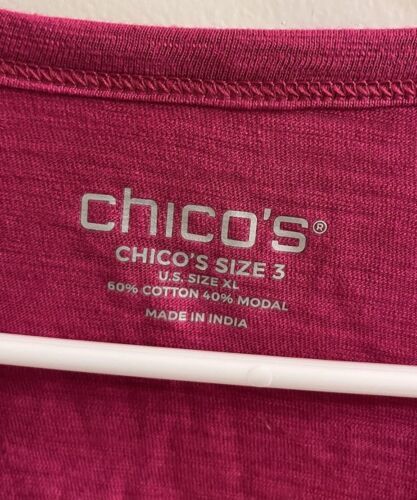 chico's®
CHICO'S SIZE 3
U.S. SIZE XL
60% COTTON 40% MODAL
MADE IN INDIA